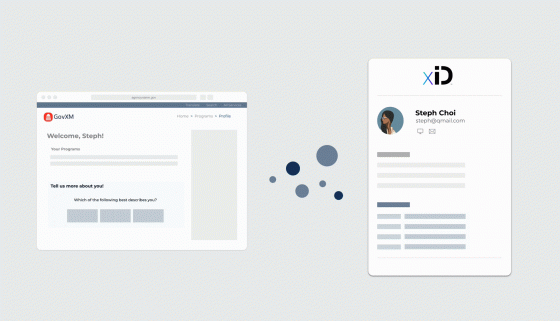 GovXM
Home • Programs • Profile
Welcome, Steph!
Your Programs
Tell us more about you!
Which of the following best describes you?
xiD
Steph Choi
steph@gmail.com